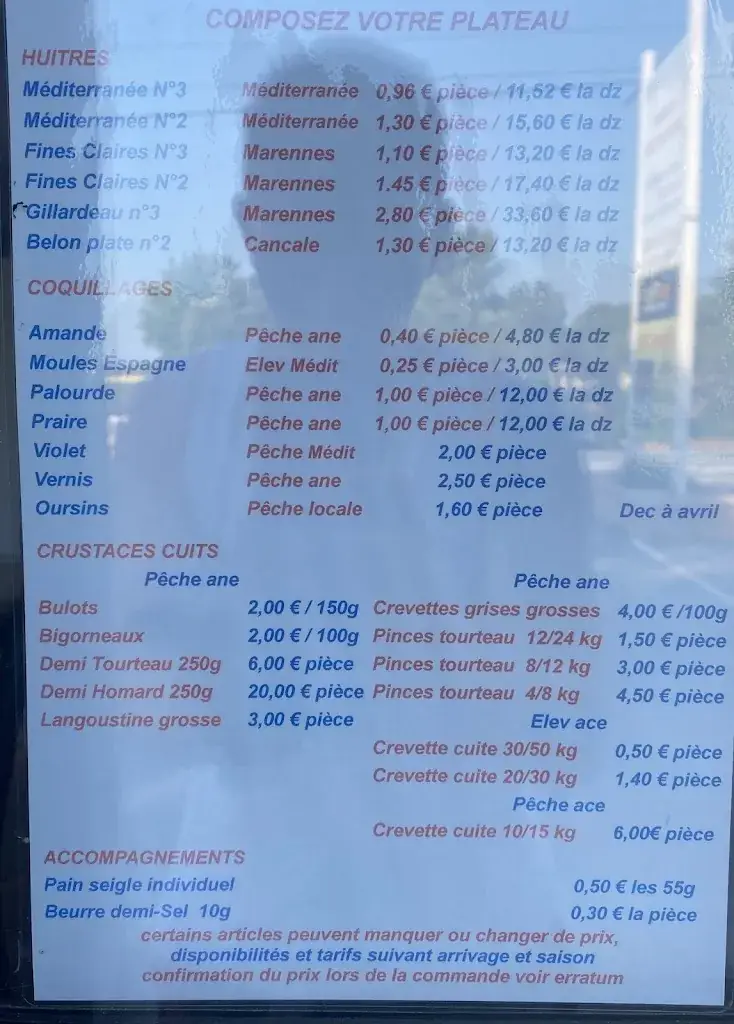 COMPOSEZ VOTRE PLATEAU
HUITRES
Méditerranée N°3 Méditerranée 0,96 € pièce / 11,52 € la dz
Méditerranée N°2 Méditerranée 1,30 € pièce / 15,60 € la dz
Fines Claires N°3 Marennes 1,10 € pièce / 13,20 € la dz
Fines Claires N°2 Marennes 1.45 € pièce / 17,40 € la dz
Gillardeau n°3 Marennes 2,80 € pièce / 33,60 € la dz
Belon plate n°2 Cancale 1,30 € pièce / 13,20 € la dz
COQUILLAGES
Amande Pêche ane 0,40 € pièce / 4,80 € la dz
Moules Espagne Elev Médit 0,25 € pièce / 3,00 € la dz
Palourde Pêche ane 1,00 € pièce / 12,00 € la dz
Praire Pêche ane 1,00 € pièce / 12,00 € la dz
Violet Pêche Médit 2,00 € pièce
Vernis Pêche ane 2,50 € pièce
Oursins Pêche locale 1,60 € pièce Dec à avril
CRUSTACES CUITS
Pêche ane Pêche ane
Bulots 2,00 € / 150g Crevettes grises grosses 4,00 € /100g
Bigorneaux 2,00 € / 100g Pinces tourteau 12/24 kg 1,50 € pièce
Demi Tourteau 250g 6,00 € pièce Pinces tourteau 8/12 kg 3,00 € pièce
Demi Homard 250g 20,00 € pièce Pinces tourteau 4/8 kg 4,50 € pièce
Langoustine grosse 3,00 € pièce Elev ace
Crevette cuite 30/50 kg 0,50 € pièce
Crevette cuite 20/30 kg 1,40 € pièce
Pêche ace
Crevette cuite 10/15 kg 6,00€ pièce
ACCOMPAGNEMENTS
Pain seigle individuel 0,50 € les 55g
Beurre demi-Sel 10g 0,30 € la pièce
certains articles peuvent manquer ou changer de prix,
disponibilités et tarifs suivant arrivage et saison
confirmation du prix lors de la commande voir erratum